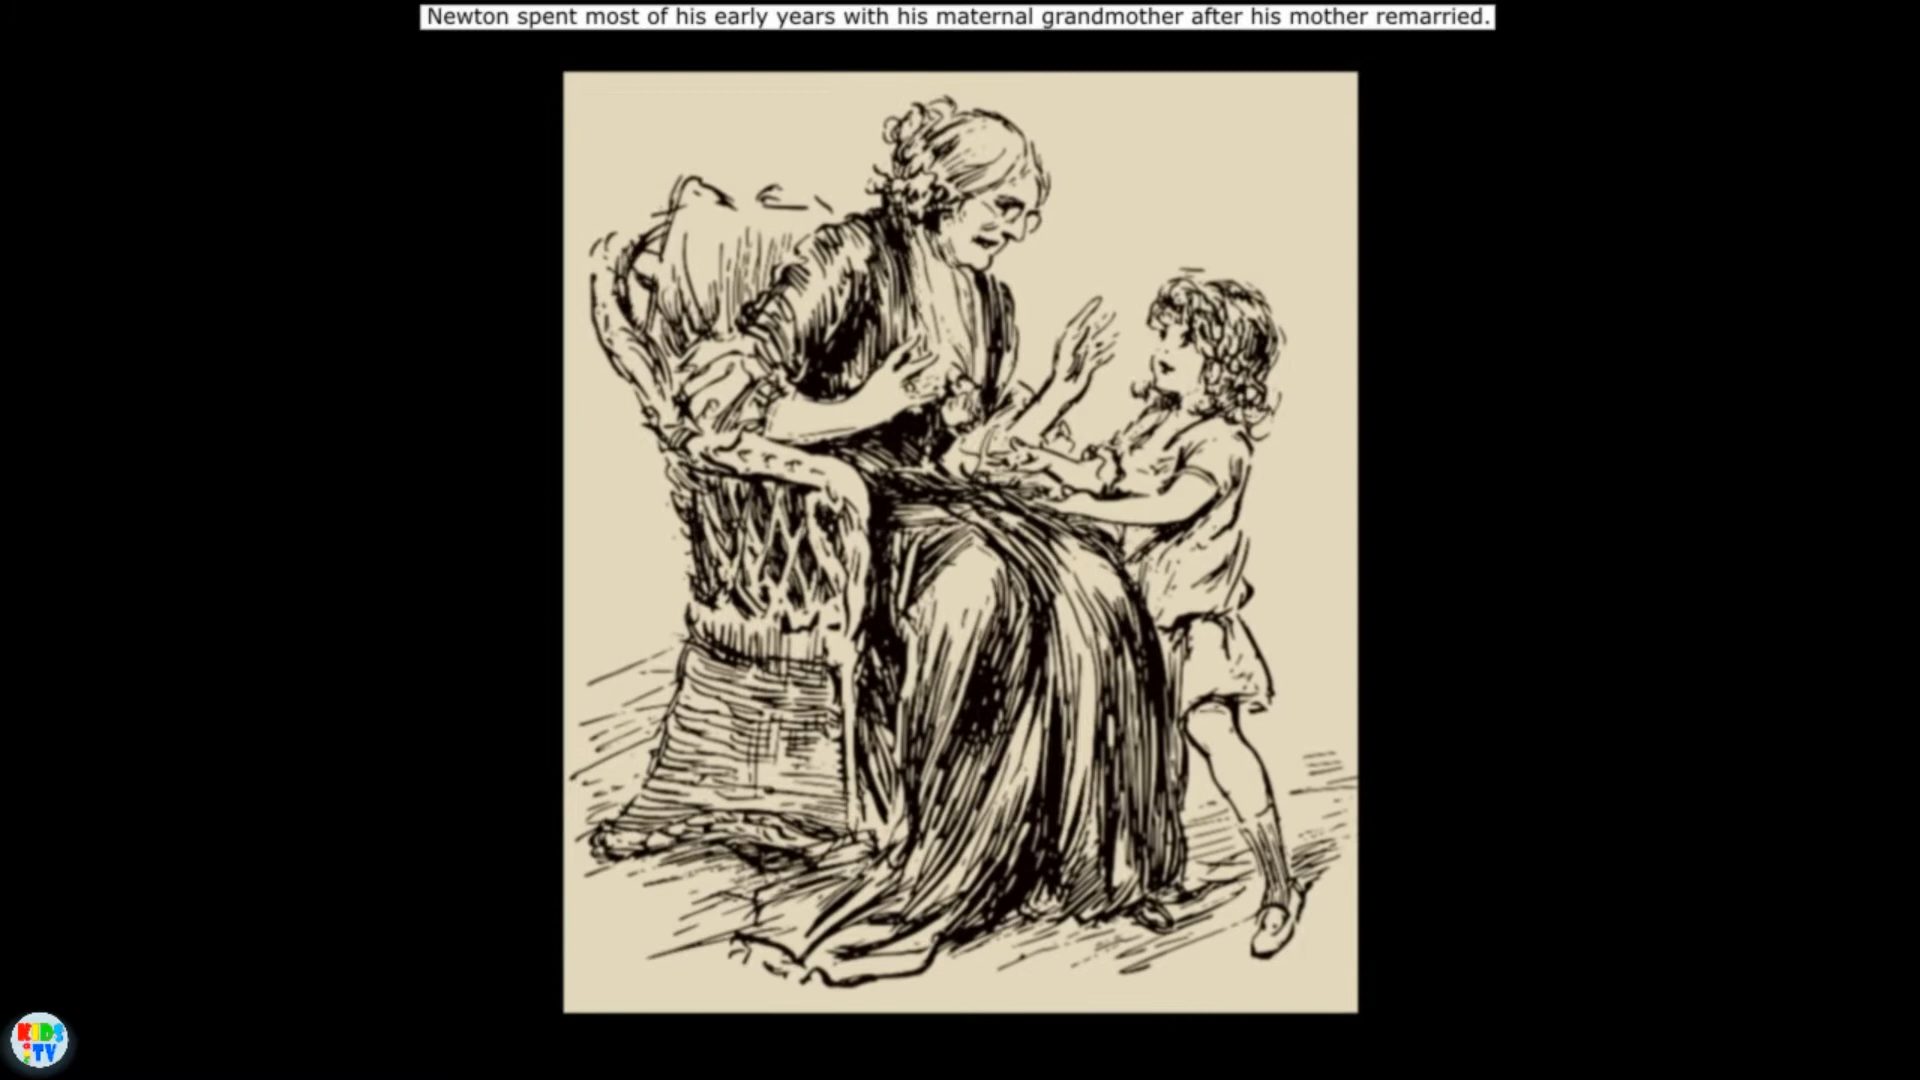 Newton spent most of his early years with his maternal grandmother after his mother remarried.
KIDS
TV